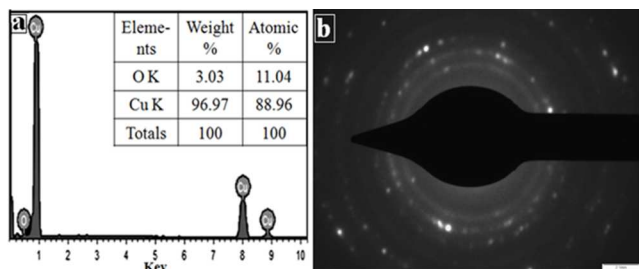 a
Eleme-nts Weight % Atomic %
O K 3.03 11.04
Cu K 96.97 88.96
Totals 100 100
1 2 3 4 5 6 7 8 9 10
Key
b